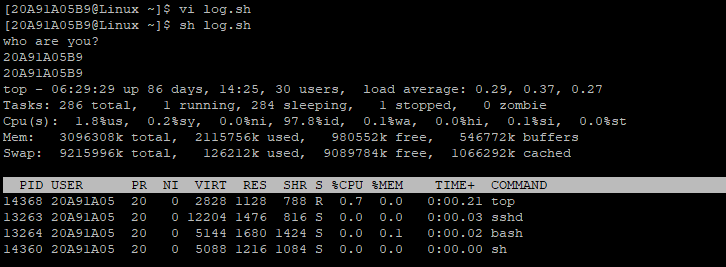 [20A91A05B9@Linux ~]$ vi log.sh
[20A91A05B9@Linux ~]$ sh log.sh
who are you?
20A91A05B9
20A91A05B9
top - 06:29:29 up 86 days, 14:25, 30 users,  load average: 0.29, 0.37, 0.27
Tasks: 286 total,   1 running, 284 sleeping,   1 stopped,   0 zombie
Cpu(s):  1.8%us,  0.2%sy,  0.0%ni, 97.8%id,  0.1%wa,  0.0%hi,  0.1%si,  0.0%st
Mem:   3096308k total,  2115756k used,   980552k free,   546772k buffers
Swap:  9215996k total,   126212k used,  9089784k free,  1066292k cached
  PID USER      PR  NI  VIRT  RES  SHR S %CPU %MEM    TIME+  COMMAND
14368 20A91A05  20   0  2828 1128  788 R  0.7  0.0   0:00.21 top
13263 20A91A05  20   0 12204 1476  816 S  0.0  0.0   0:00.03 sshd
13264 20A91A05  20   0  5144 1680 1424 S  0.0  0.1   0:00.02 bash
14360 20A91A05  20   0  5088 1216 1084 S  0.0  0.0   0:00.00 sh